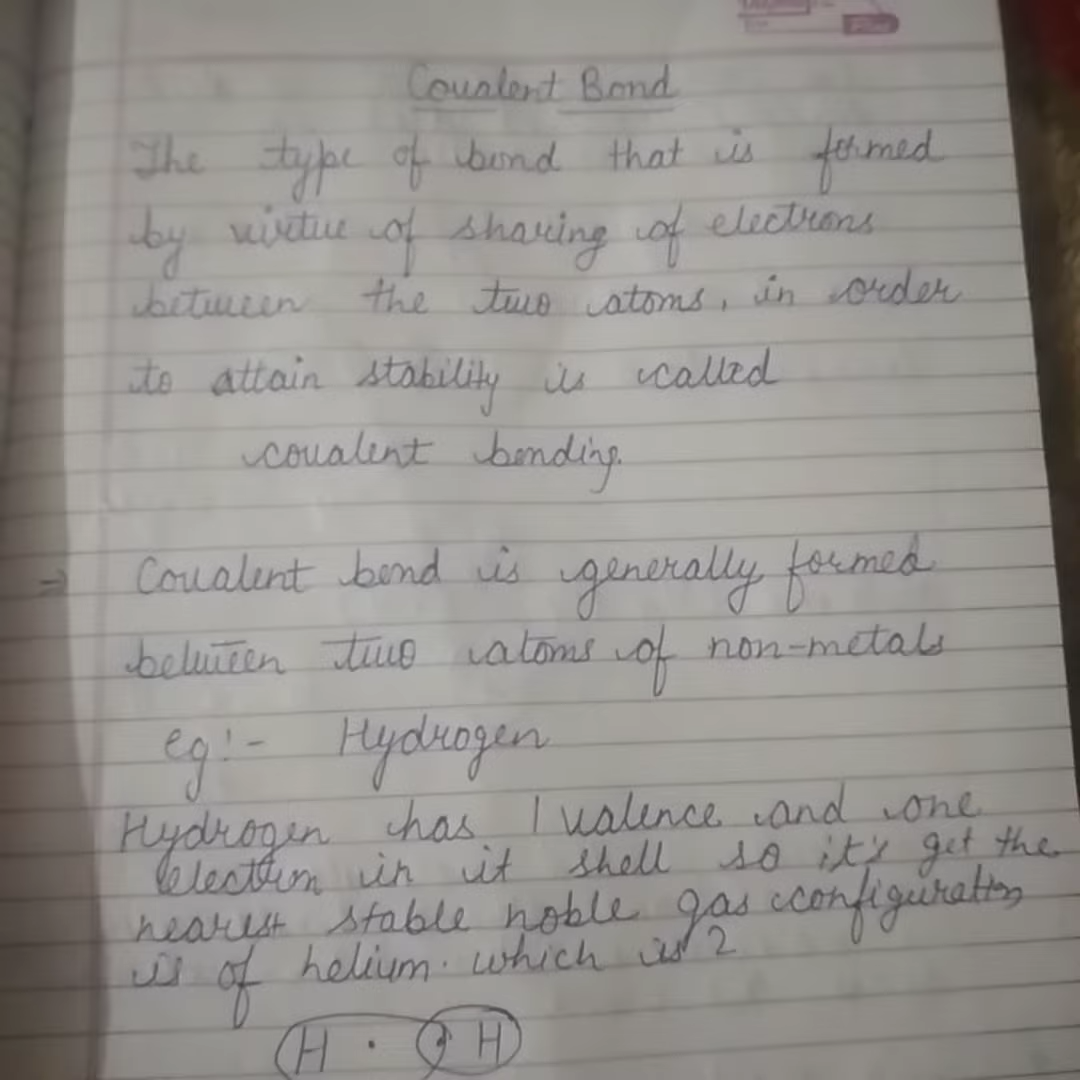 Covalent Bond
The type of bond that is formed
by virtue of sharing of electrons
between the two atoms, in order
to attain stability is called
covalent bonding.
⇒ Covalent bond is generally formed
between two atoms of non-metals
eg:- Hydrogen
Hydrogen has 1 valence and one
electron in it shell so it's get the
nearest stable noble gas configuration
is of helium. which is 2
H . H